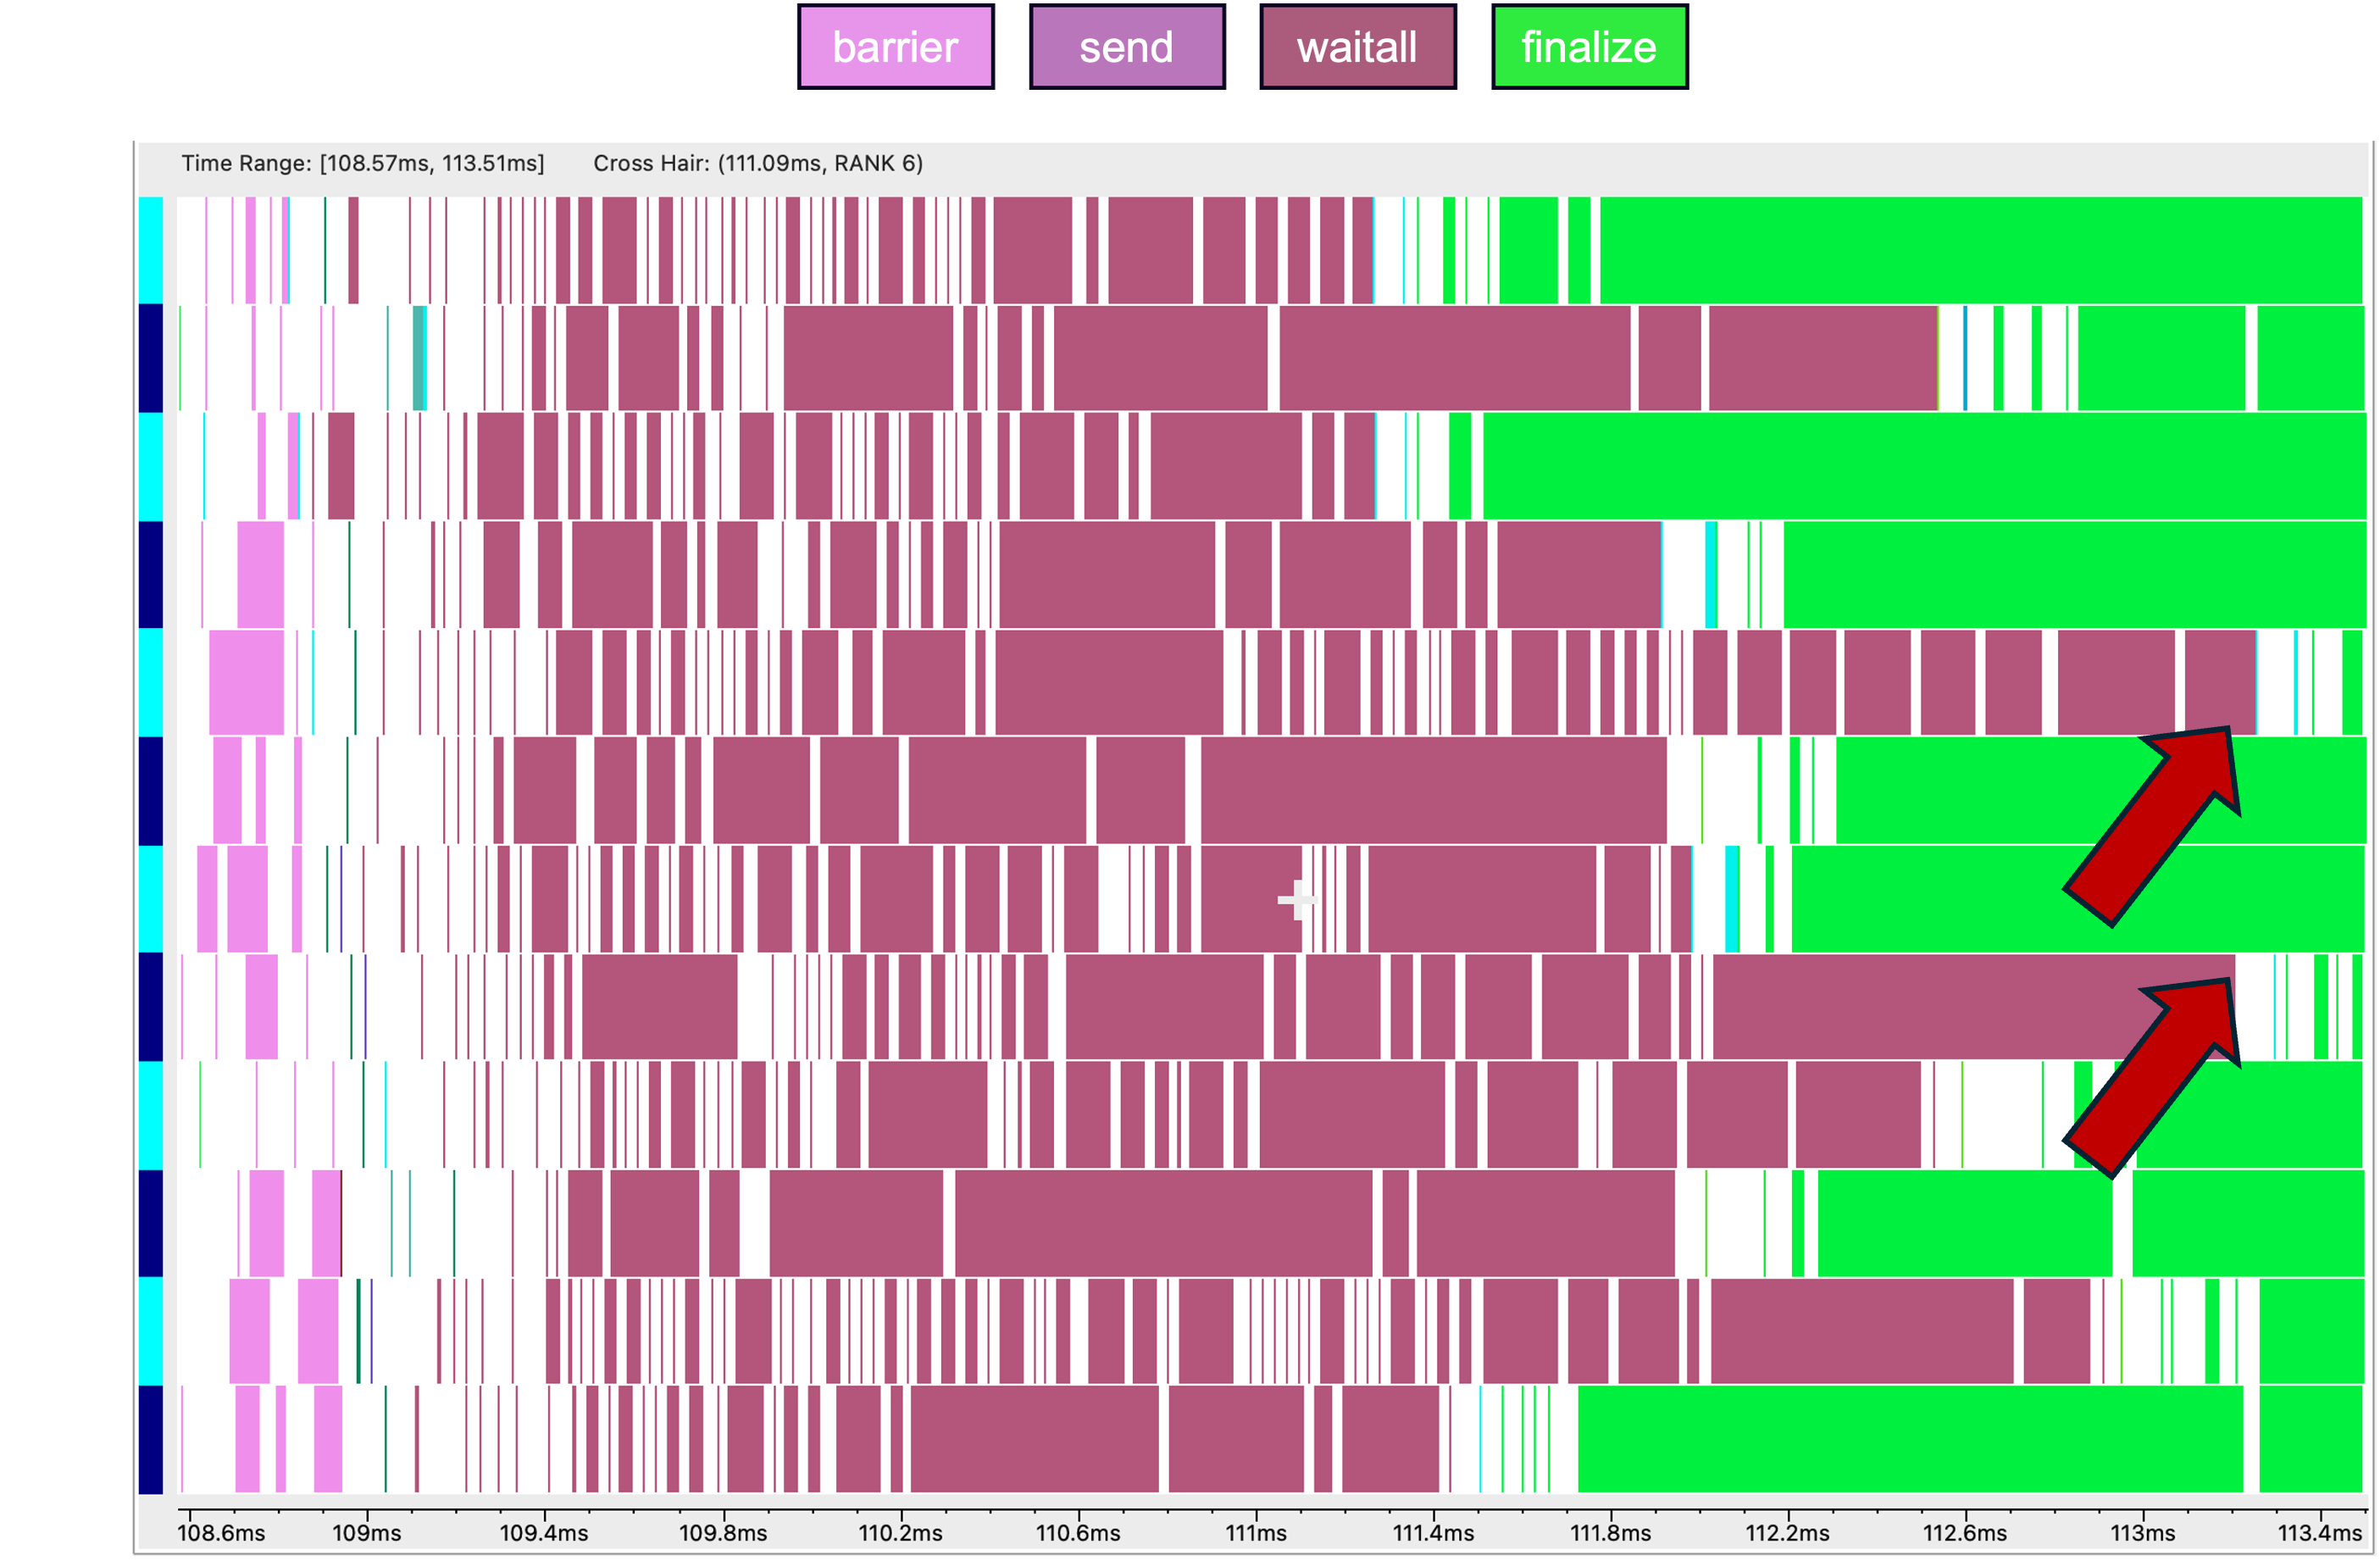 barrier send waitall finalize
Time Range: [108.57ms, 113.51ms] Cross Hair: (111.09ms, RANK 6)
108.6ms 109ms 109.4ms 109.8ms 110.2ms 110.6ms 111ms 111.4ms 111.8ms 112.2ms 112.6ms 113ms 113.4ms